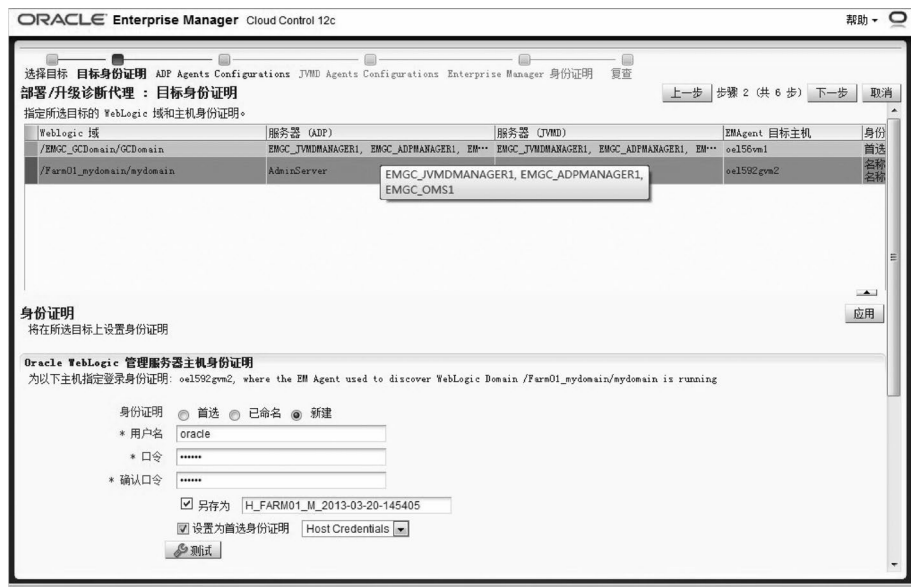 ORACLE Enterprise Manager Cloud Control 12c
帮助
选择目标 目标身份证明 ADP Agents Configurations JVMD Agents Configurations Enterprise Manager 身份证明 复查
部署/升级诊断代理 : 目标身份证明
上一步 步骤 2 (共 6 步) 下一步 取消
指定所选目标的 WebLogic 域和主机身份证明。
Weblogic 域 服务器 (ADP) 服务器 (JVMD) EMAgent 目标主机 身份
/EMGC_GCDomain/GCDomain EMGC_JVMDMANAGER1, EMGC_ADPMANAGER1, EM... EMGC_JVMDMANAGER1, EMGC_ADPMANAGER1, EM... oel56vm1 首选
/Farm01_mydomain/mydomain AdminServer oel592gvm2 名称
名称
EMGC_JVMDMANAGER1, EMGC_ADPMANAGER1,
EMGC_OMS1
身份证明
应用
将在所选目标上设置身份证明
Oracle WebLogic 管理服务器主机身份证明
为以下主机指定登录身份证明: oel592gvm2, where the EM Agent used to discover WebLogic Domain /Farm01_mydomain/mydomain is running
身份证明 首选 已命名 新建
* 用户名 oracle
* 口令 ••••••
* 确认口令 ••••••
另存为 H_FARM01_M_2013-03-20-145405
设置为首选身份证明 Host Credentials
测试